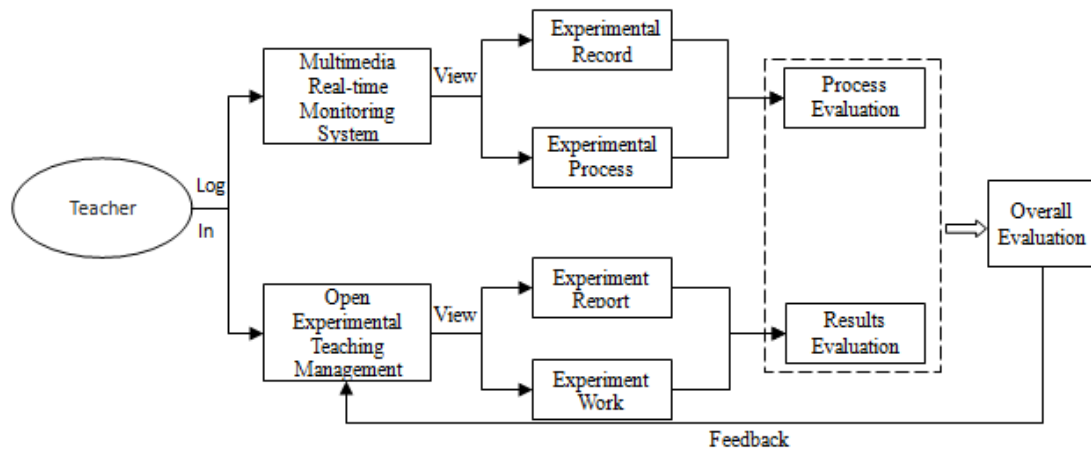 Teacher
Log
In
Multimedia
Real-time
Monitoring
System
View
Experimental
Record
Experimental
Process
Process
Evaluation
Open
Experimental
Teaching
Management
View
Experiment
Report
Experiment
Work
Results
Evaluation
Overall
Evaluation
Feedback